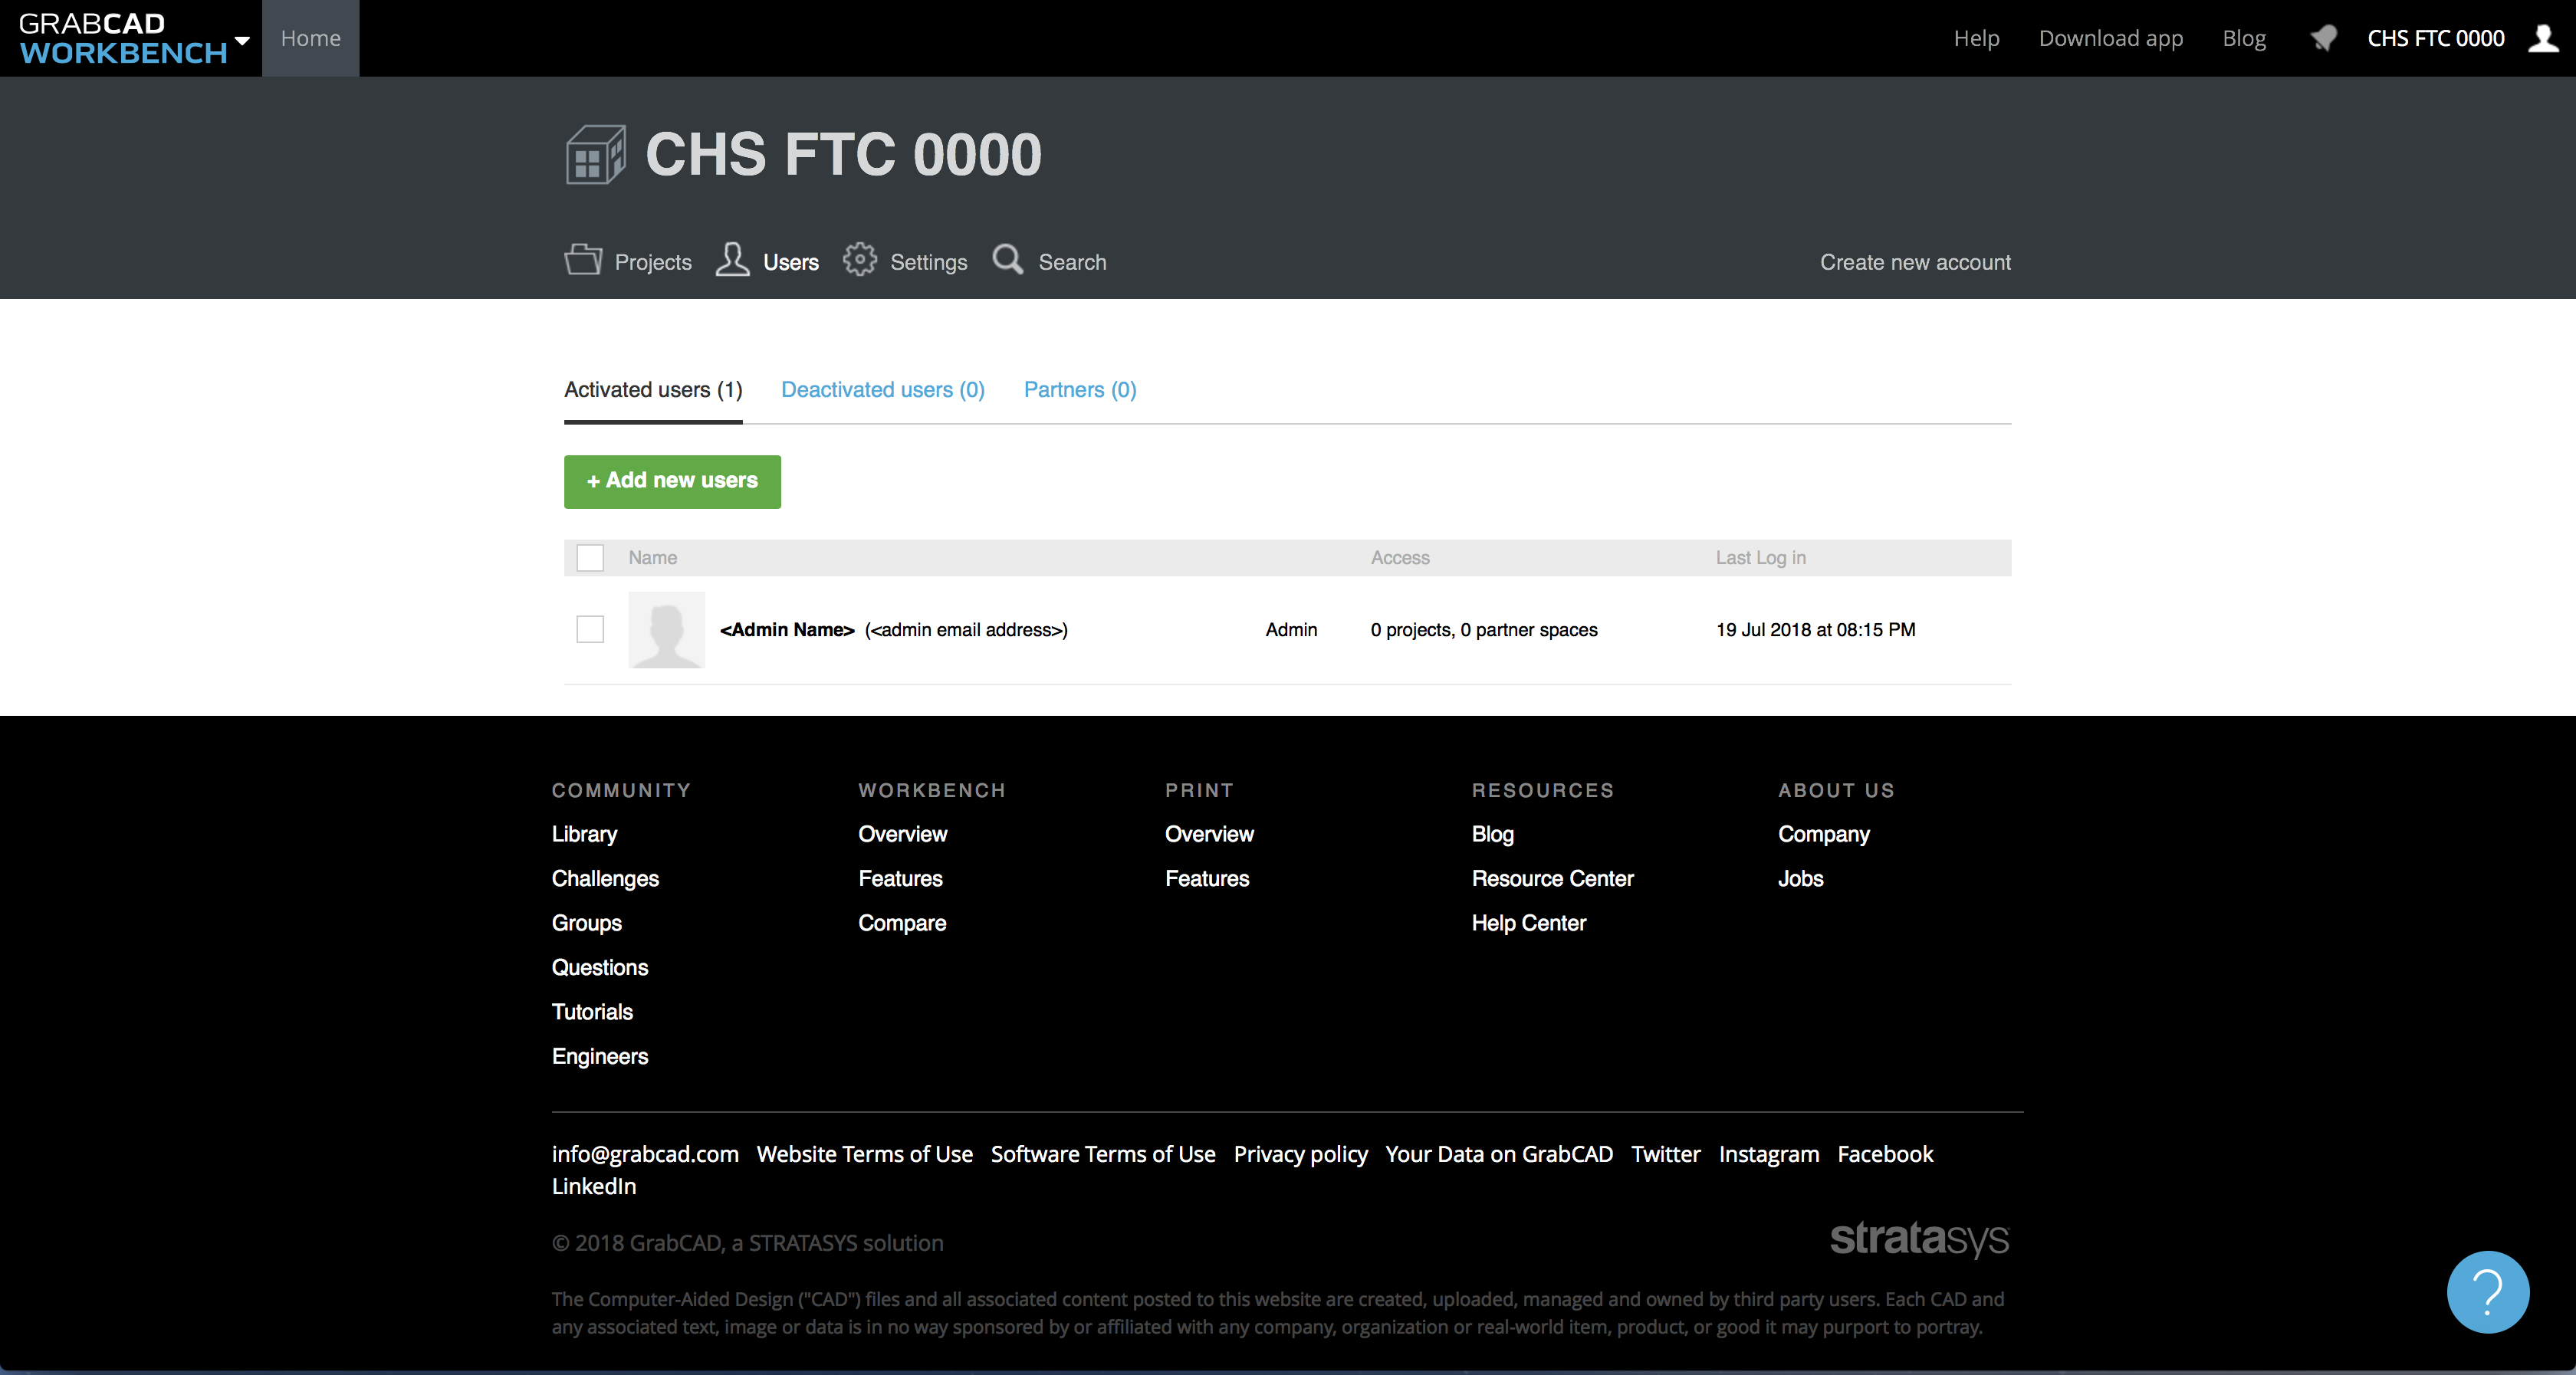 GRABCAD
WORKBENCH
Home
Help Download app Blog CHS FTC 0000
CHS FTC 0000
Projects Users Settings Search Create new account
Activated users (1) Deactivated users (0) Partners (0)
+ Add new users
Name Access Last Log in
<Admin Name> (<admin email address>) Admin 0 projects, 0 partner spaces 19 Jul 2018 at 08:15 PM
COMMUNITY
Library
Challenges
Groups
Questions
Tutorials
Engineers
WORKBENCH
Overview
Features
Compare
PRINT
Overview
Features
RESOURCES
Blog
Resource Center
Help Center
ABOUT US
Company
Jobs
info@grabcad.com Website Terms of Use Software Terms of Use Privacy policy Your Data on GrabCAD Twitter Instagram Facebook
LinkedIn
© 2018 GrabCAD, a STRATASYS solution
stratasys
The Computer-Aided Design ("CAD") files and all associated content posted to this website are created, uploaded, managed and owned by third party users. Each CAD and
any associated text, image or data is in no way sponsored by or affiliated with any company, organization or real-world item, product, or good it may purport to portray.
?